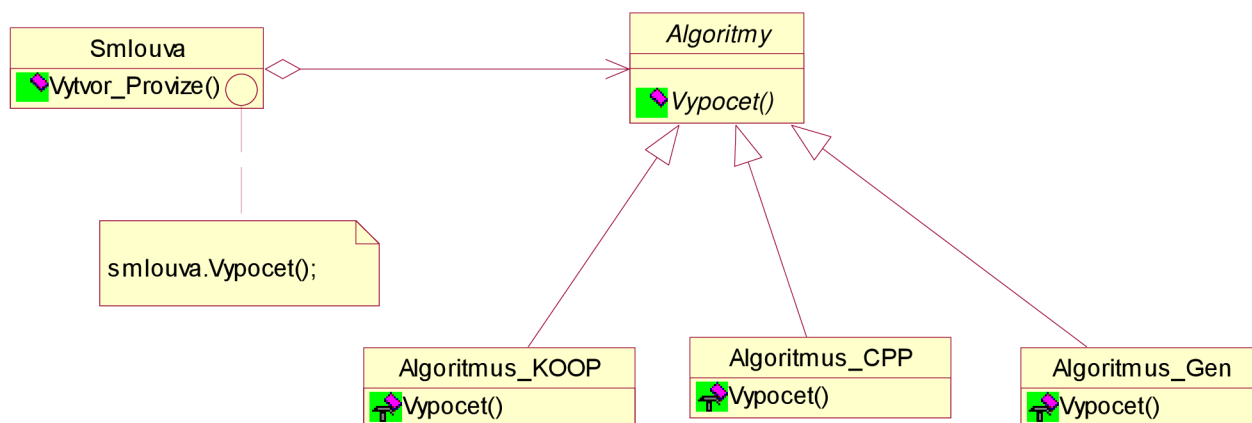 Smlouva
Vytvor_Provize()
Algoritmy
Vypocet()
smlouva.Vypocet();
Algoritmus_KOOP
Vypocet()
Algoritmus_CPP
Vypocet()
Algoritmus_Gen
Vypocet()